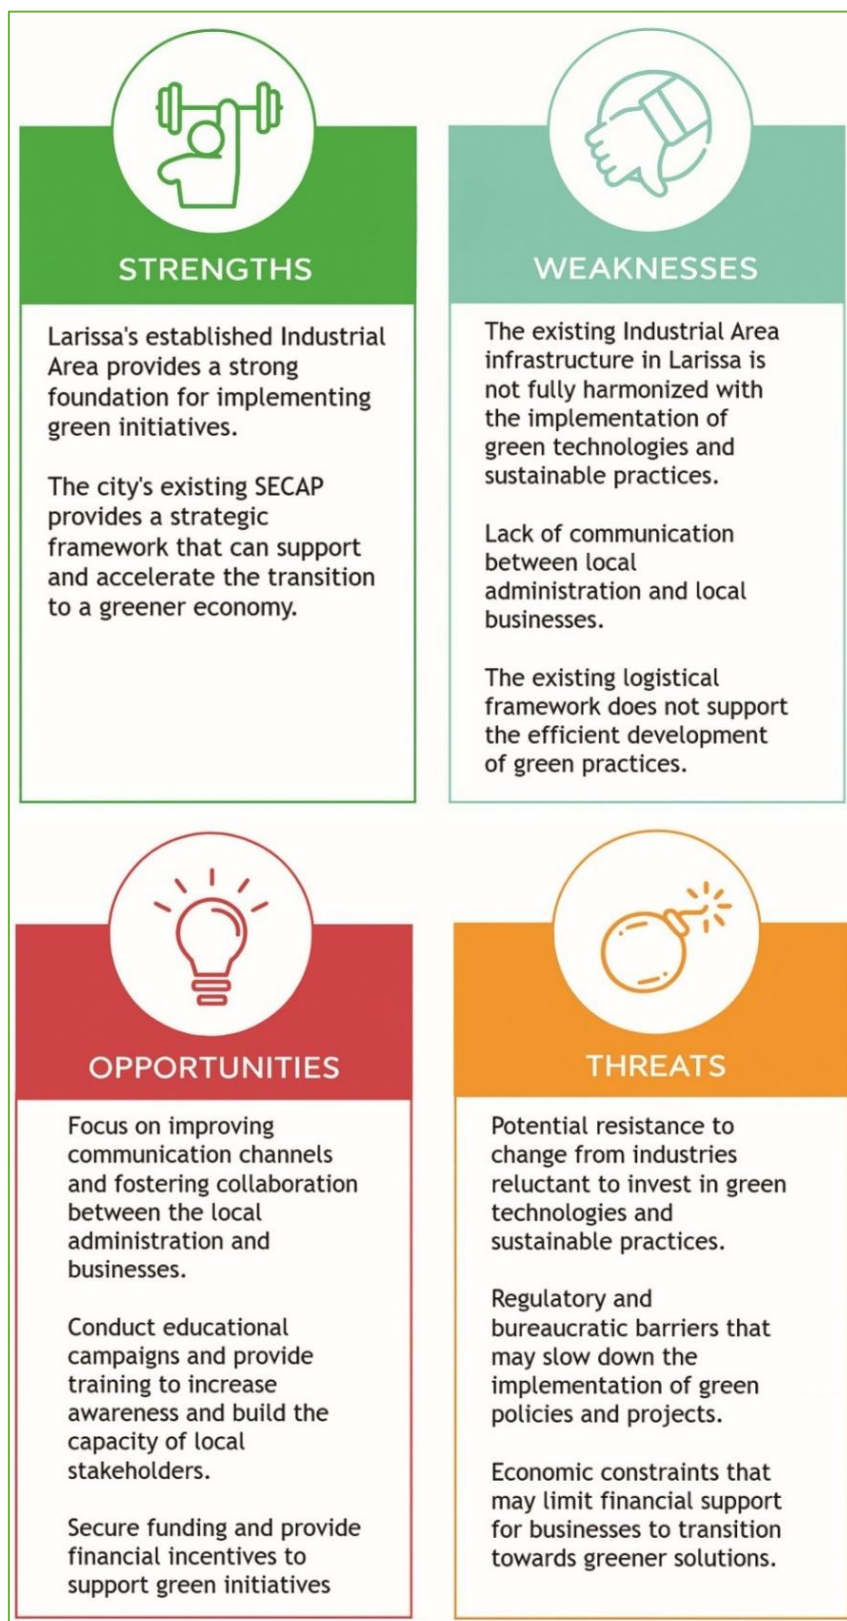 STRENGTHS
Larissa's established Industrial
Area provides a strong
foundation for implementing
green initiatives.
The city's existing SECAP
provides a strategic
framework that can support
and accelerate the transition
to a greener economy.
WEAKNESSES
The existing Industrial Area
infrastructure in Larissa is
not fully harmonized with
the implementation of
green technologies and
sustainable practices.
Lack of communication
between local
administration and local
businesses.
The existing logistical
framework does not support
the efficient development
of green practices.
OPPORTUNITIES
Focus on improving
communication channels
and fostering collaboration
between the local
administration and
businesses.
Conduct educational
campaigns and provide
training to increase
awareness and build the
capacity of local
stakeholders.
Secure funding and provide
financial incentives to
support green initiatives
THREATS
Potential resistance to
change from industries
reluctant to invest in green
technologies and
sustainable practices.
Regulatory and
bureaucratic barriers that
may slow down the
implementation of green
policies and projects.
Economic constraints that
may limit financial support
for businesses to transition
towards greener solutions.